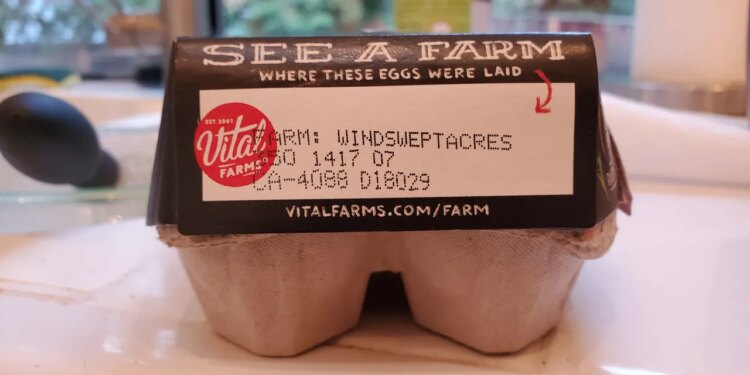 SEE A FARM
WHERE THESE EGGS WERE LAID
EST. 2007
Vital
FARMS
FARM: WINDSWEPTACRES
1417 07
CA-4088 D18029
VITALFARMS.COM/FARM